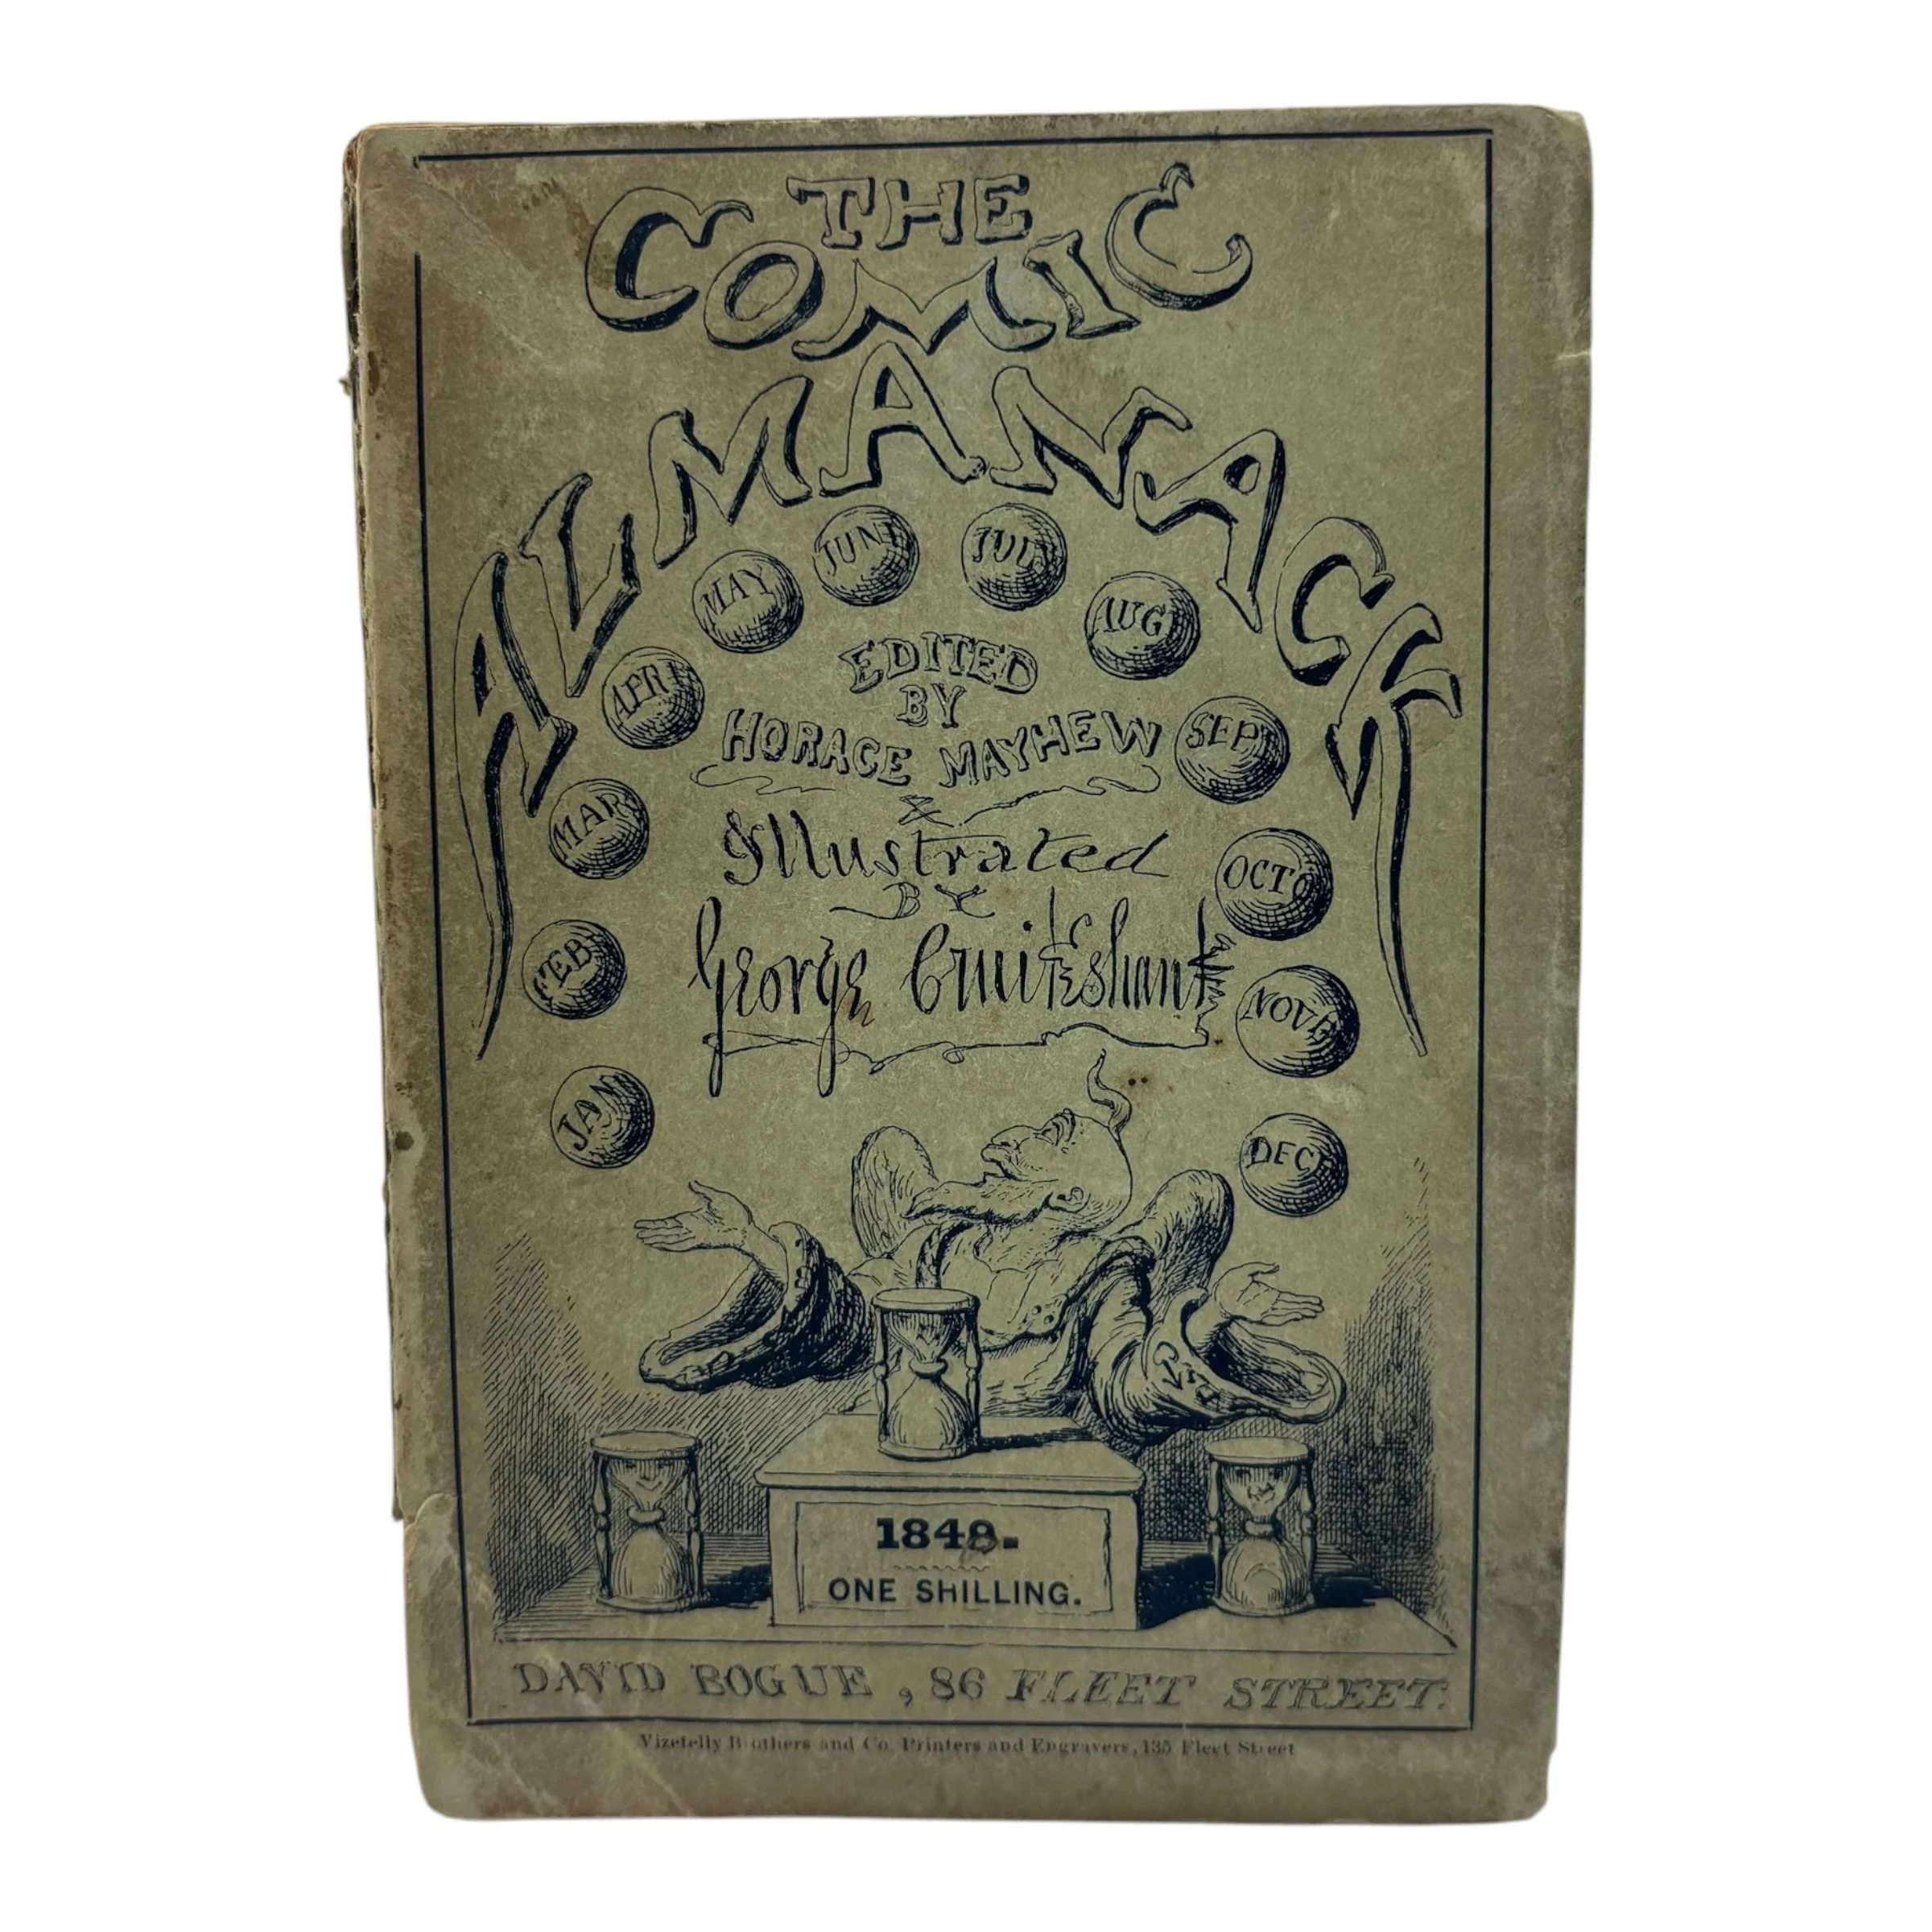 THE
COMIC
ALMANACK
JAN
FEB
MAR
APRI
MAY
JUNE
JULY
AUG
SEP
OCTO
NOVE
DEC
EDITED
BY
HORACE MAYHEW
&
Illustrated
BY
George Cruikshank
1848.
ONE SHILLING.
DAVID BOGUE, 86 FLEET STREET.
Vizetelly Brothers and Co. Printers and Engravers, 135 Fleet Street